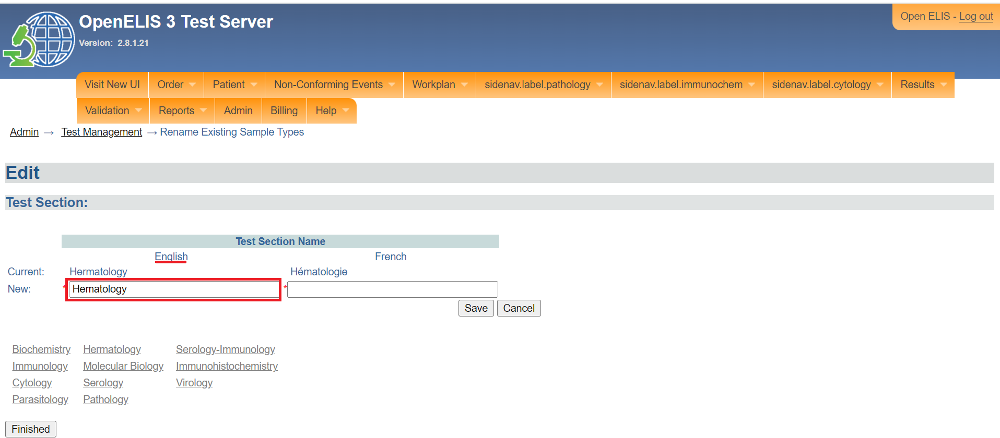 OpenELIS 3 Test Server
Open ELIS - Log out
Version: 2.8.1.21
Visit New UI Order Patient Non-Conforming Events Workplan sidenav.label.pathology sidenav.label.immunochem sidenav.label.cytology Results
Validation Reports Admin Billing Help
Admin → Test Management → Rename Existing Sample Types
Edit
Test Section:
Test Section Name
English French
Current: Hermatology Hématologie
New: * Hematology *
Save Cancel
Biochemistry Hermatology Serology-Immunology
Immunology Molecular Biology Immunohistochemistry
Cytology Serology Virology
Parasitology Pathology
Finished